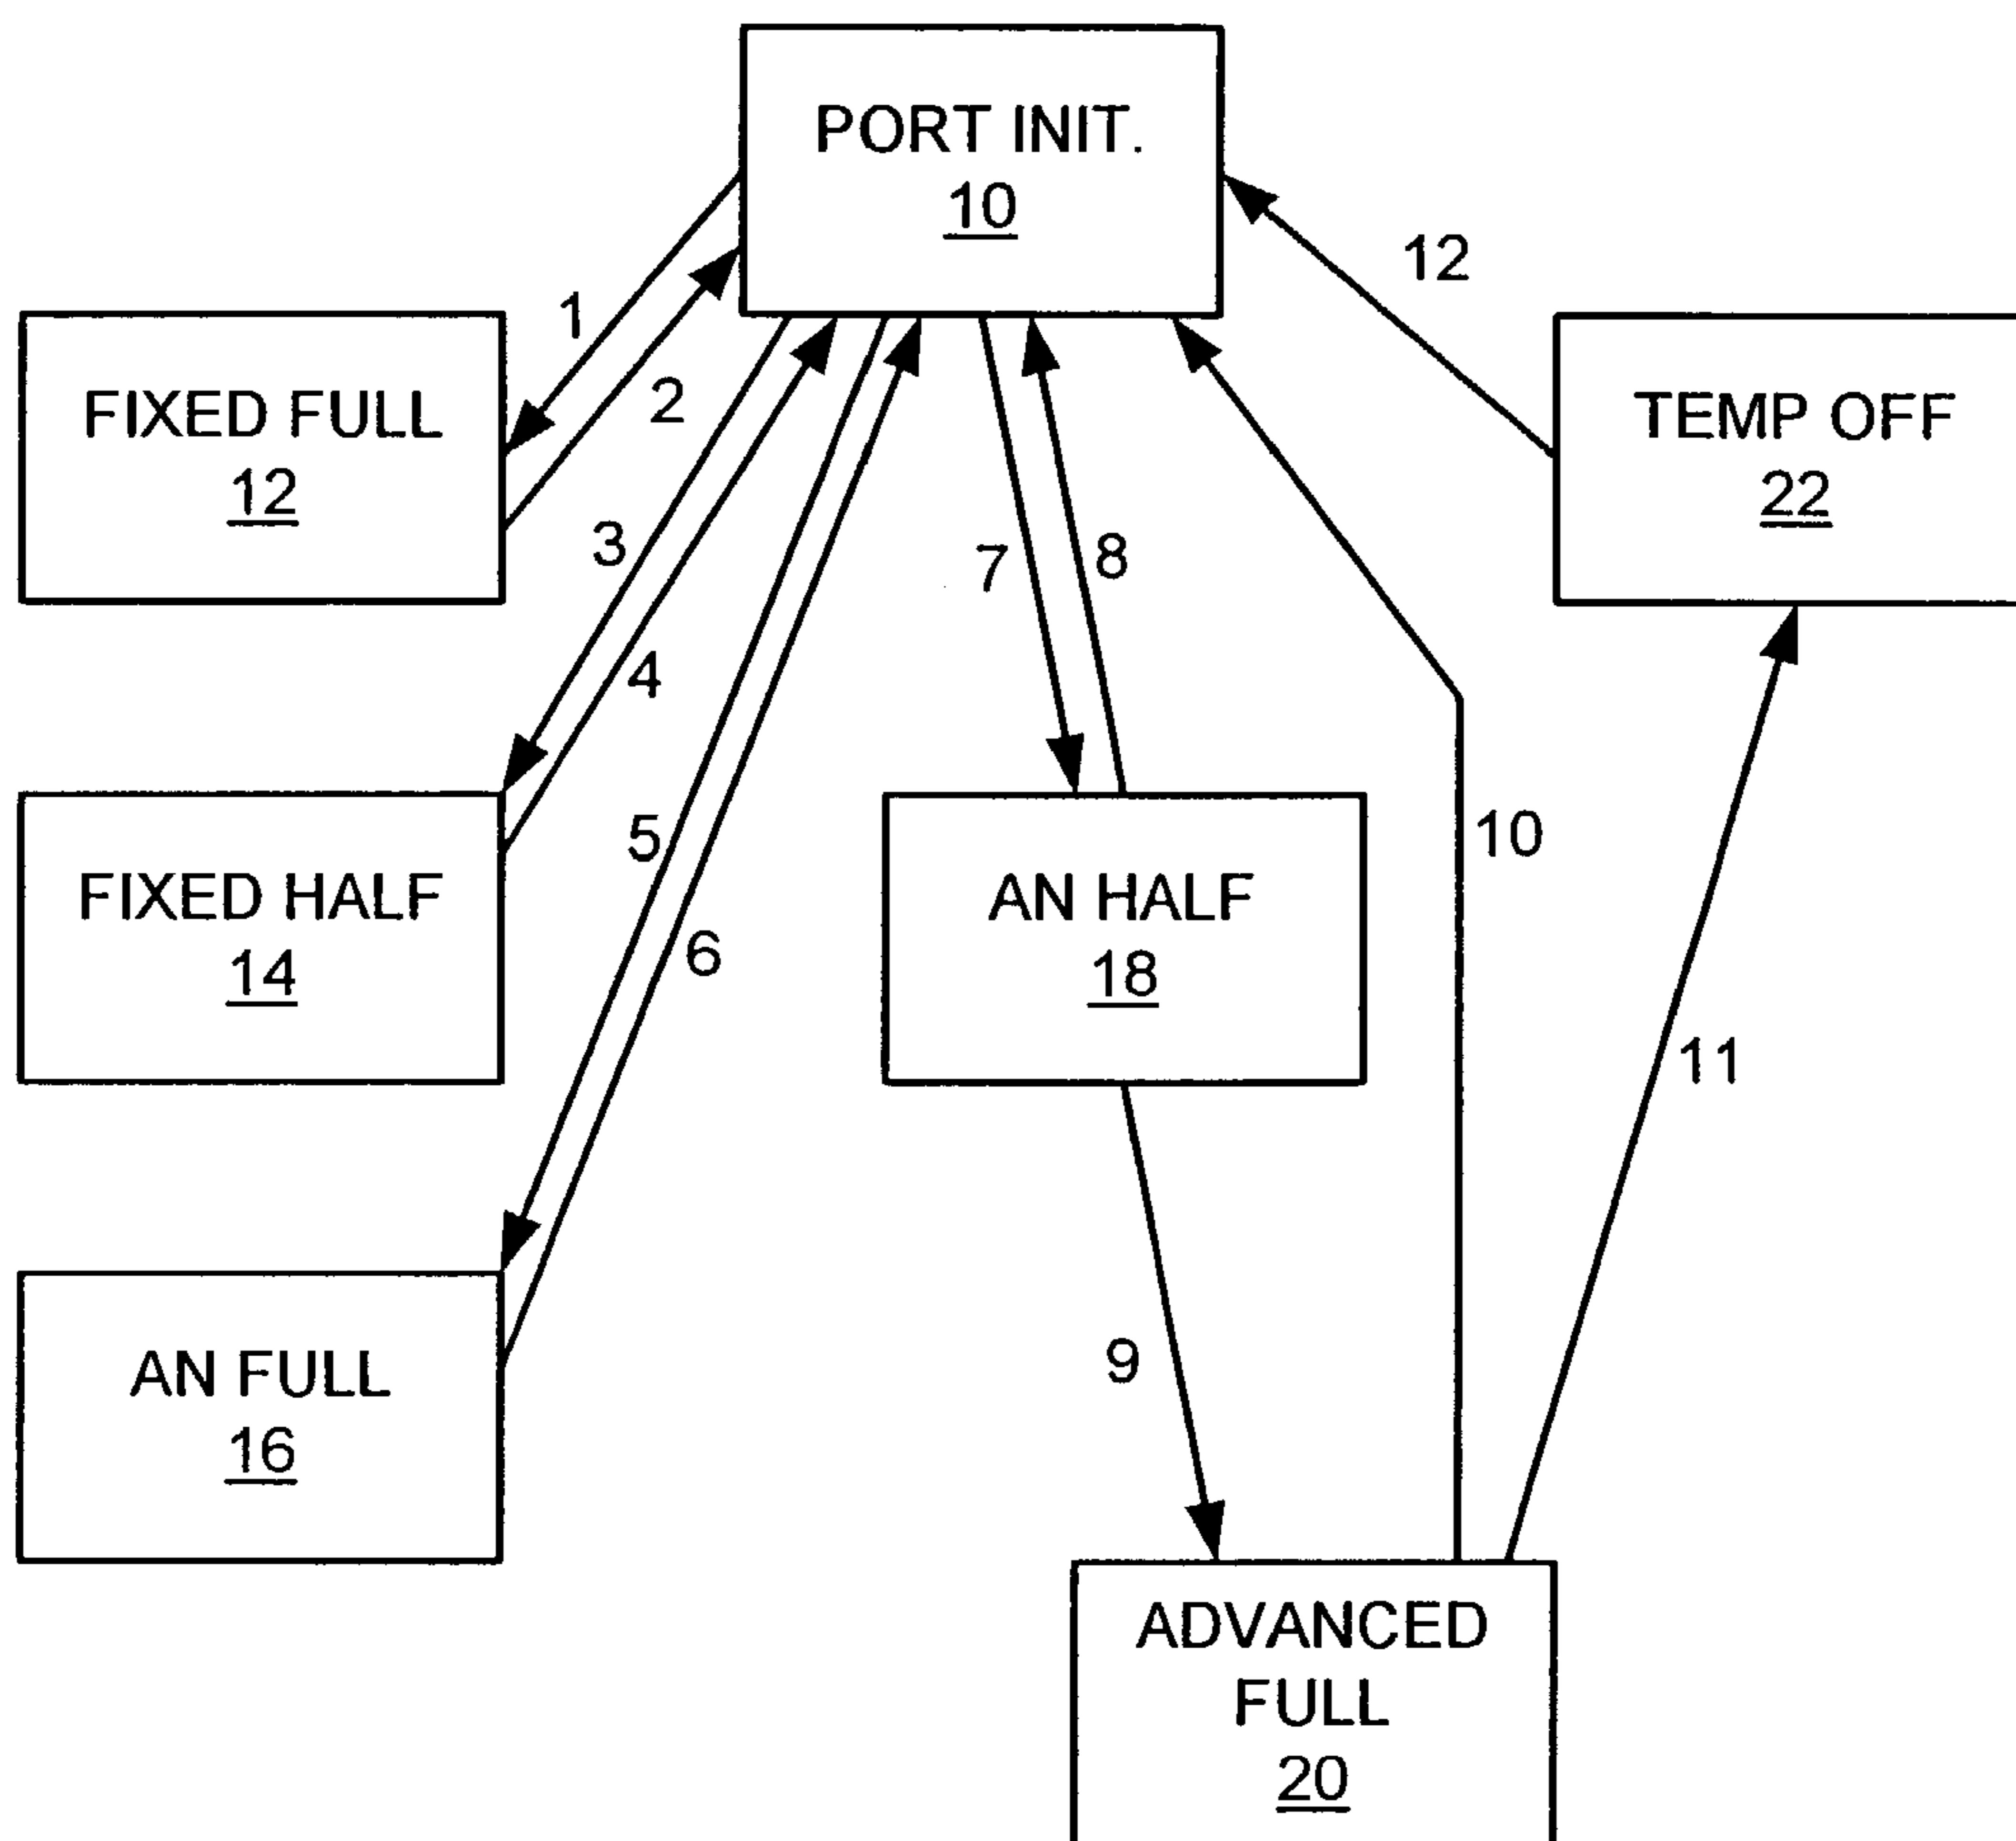 PORT INIT.
10
12
1
FIXED FULL
12
2
TEMP OFF
22
3
7
8
4
5
10
FIXED HALF
14
6
AN HALF
18
11
AN FULL
16
9
ADVANCED
FULL
20